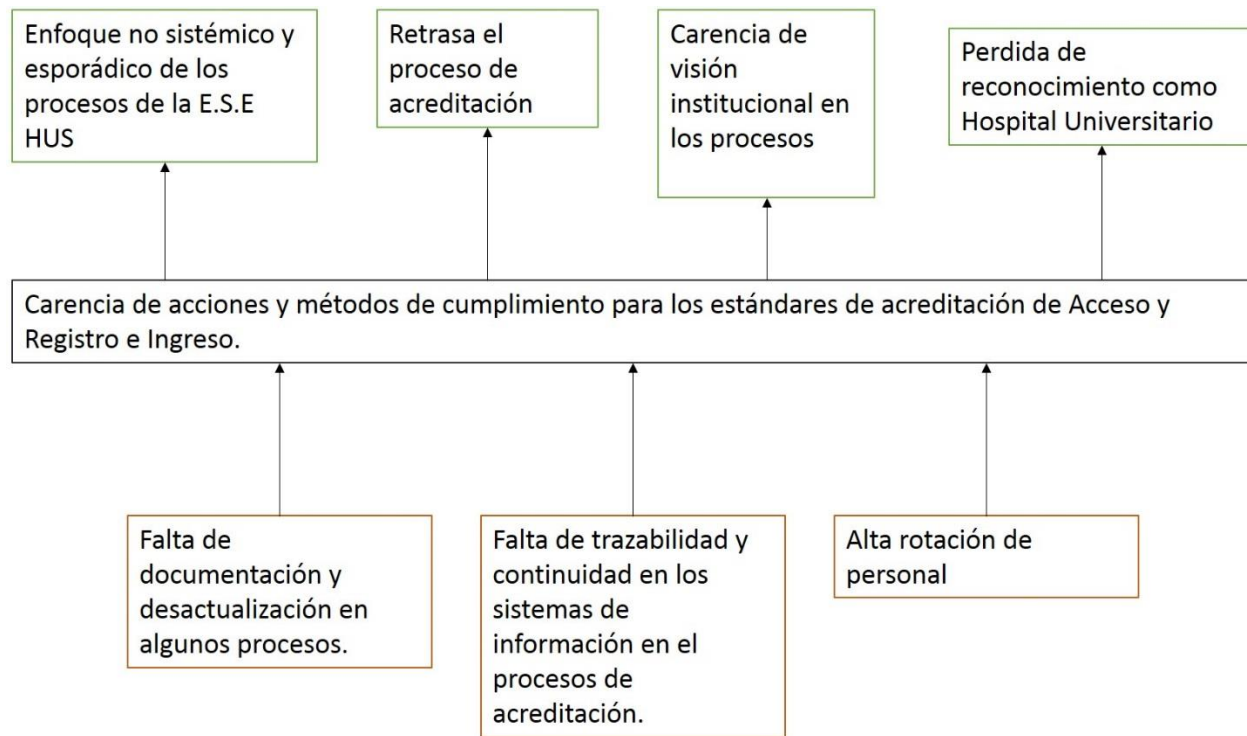 Enfoque no sistémico y
esporádico de los
procesos de la E.S.E
HUS
Retrasa el
proceso de
acreditación
Carencia de
visión
institucional en
los procesos
Perdida de
reconocimiento como
Hospital Universitario
Carencia de acciones y métodos de cumplimiento para los estándares de acreditación de Acceso y
Registro e Ingreso.
Falta de
documentación y
desactualización en
algunos procesos.
Falta de trazabilidad y
continuidad en los
sistemas de
información en el
procesos de
acreditación.
Alta rotación de
personal